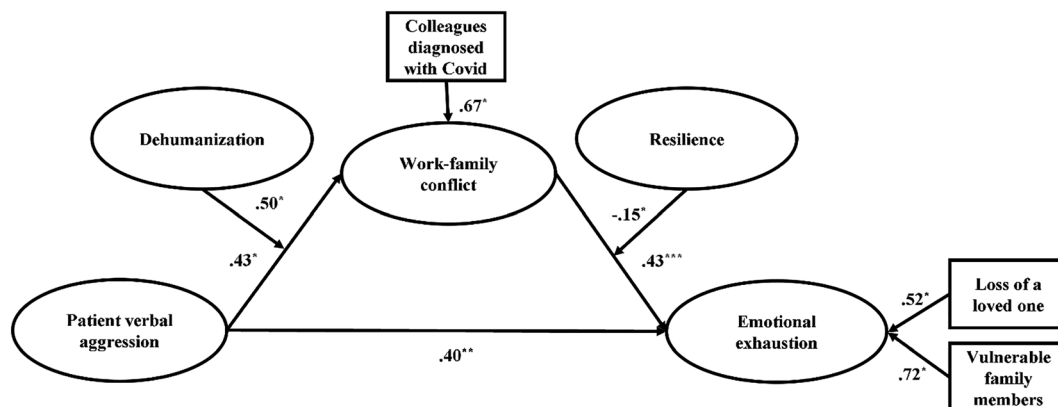 Colleagues
diagnosed
with Covid
.67*
Dehumanization
Resilience
Work-family
conflict
.50*
-.15*
.43*
.43***
Patient verbal
aggression
.40**
Emotional
exhaustion
.52*
Loss of a
loved one
.72*
Vulnerable
family
members